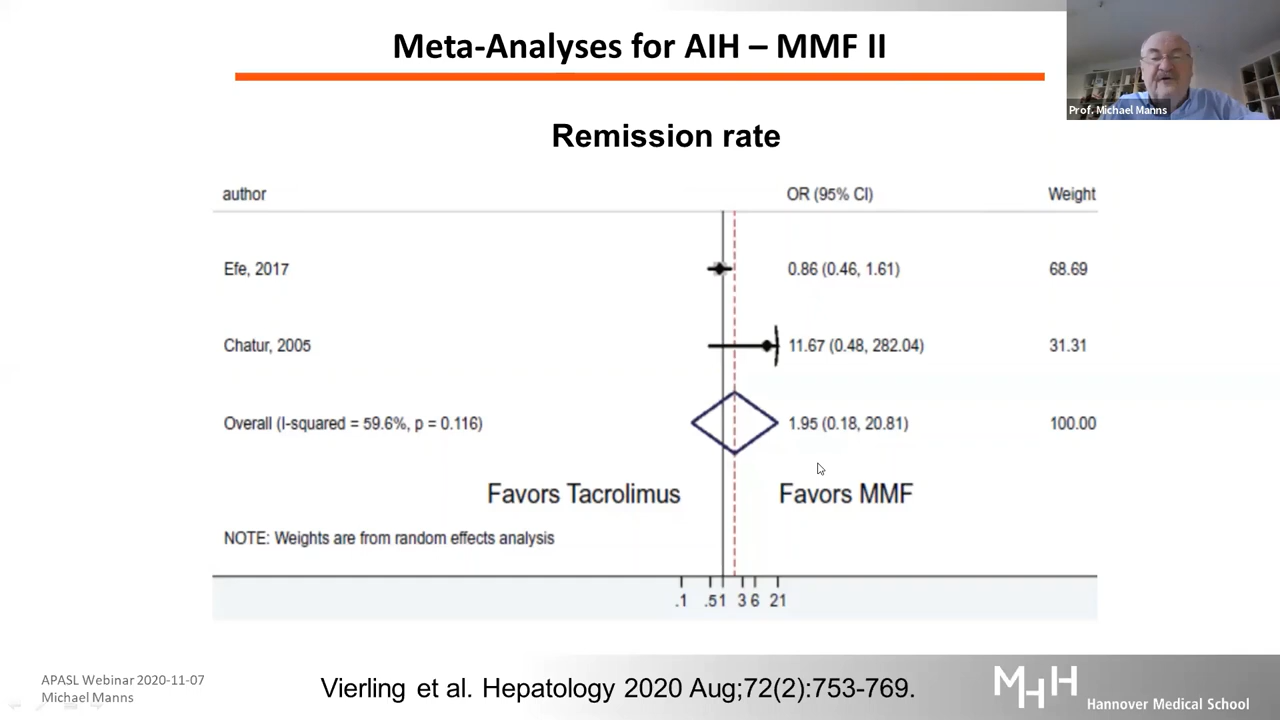 Meta-Analyses for AIH – MMF II
Prof. Michael Manns
Remission rate
author OR (95% CI) Weight
Efe, 2017 0.86 (0.46, 1.61) 68.69
Chatur, 2005 11.67 (0.48, 282.04) 31.31
Overall (I-squared = 59.6%, p = 0.116) 1.95 (0.18, 20.81) 100.00
Favors Tacrolimus Favors MMF
NOTE: Weights are from random effects analysis
.1 .5 1 3 6 21
APASL Webinar 2020-11-07
Michael Manns
Vierling et al. Hepatology 2020 Aug;72(2):753-769.
MHH Hannover Medical School